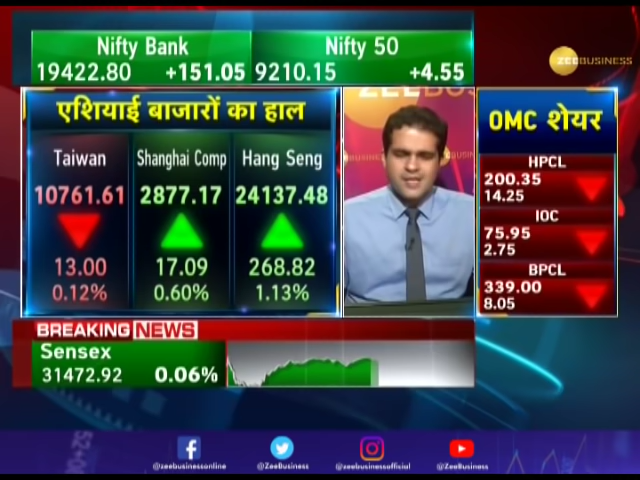 Nifty Bank
19422.80 +151.05
Nifty 50
9210.15 +4.55
ZEEBUSINESS
एशियाई बाजारों का हाल
Taiwan
10761.61
13.00
0.12%
Shanghai Comp
2877.17
17.09
0.60%
Hang Seng
24137.48
268.82
1.13%
OMC शेयर
HPCL
200.35
14.25
IOC
75.95
2.75
BPCL
339.00
8.05
BREAKING NEWS
Sensex
31472.92 0.06%
@zeebusinessonline
@ZeeBusiness
@zeebusinessofficial
@ZeeBusiness